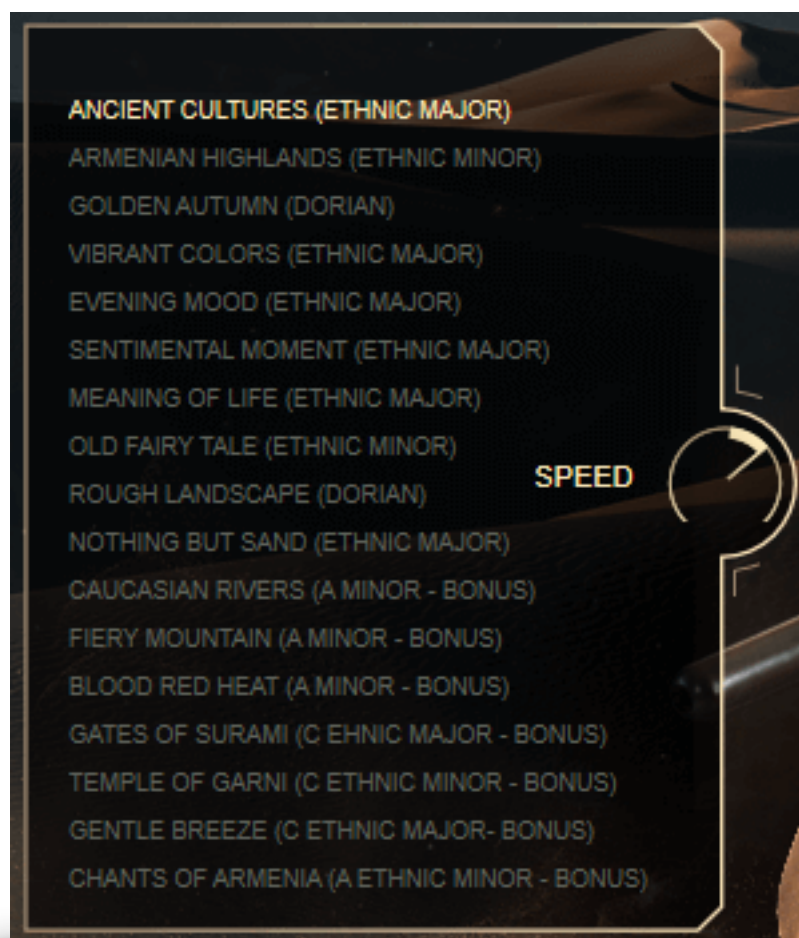 ANCIENT CULTURES (ETHNIC MAJOR)
ARMENIAN HIGHLANDS (ETHNIC MINOR)
GOLDEN AUTUMN (DORIAN)
VIBRANT COLORS (ETHNIC MAJOR)
EVENING MOOD (ETHNIC MAJOR)
SENTIMENTAL MOMENT (ETHNIC MAJOR)
MEANING OF LIFE (ETHNIC MAJOR)
OLD FAIRY TALE (ETHNIC MINOR)
SPEED
ROUGH LANDSCAPE (DORIAN)
NOTHING BUT SAND (ETHNIC MAJOR)
CAUCASIAN RIVERS (A MINOR - BONUS)
FIERY MOUNTAIN (A MINOR - BONUS)
BLOOD RED HEAT (A MINOR - BONUS)
GATES OF SURAMI (C EHNIC MAJOR - BONUS)
TEMPLE OF GARNI (C ETHNIC MINOR - BONUS)
GENTLE BREEZE (C ETHNIC MAJOR- BONUS)
CHANTS OF ARMENIA (A ETHNIC MINOR - BONUS)